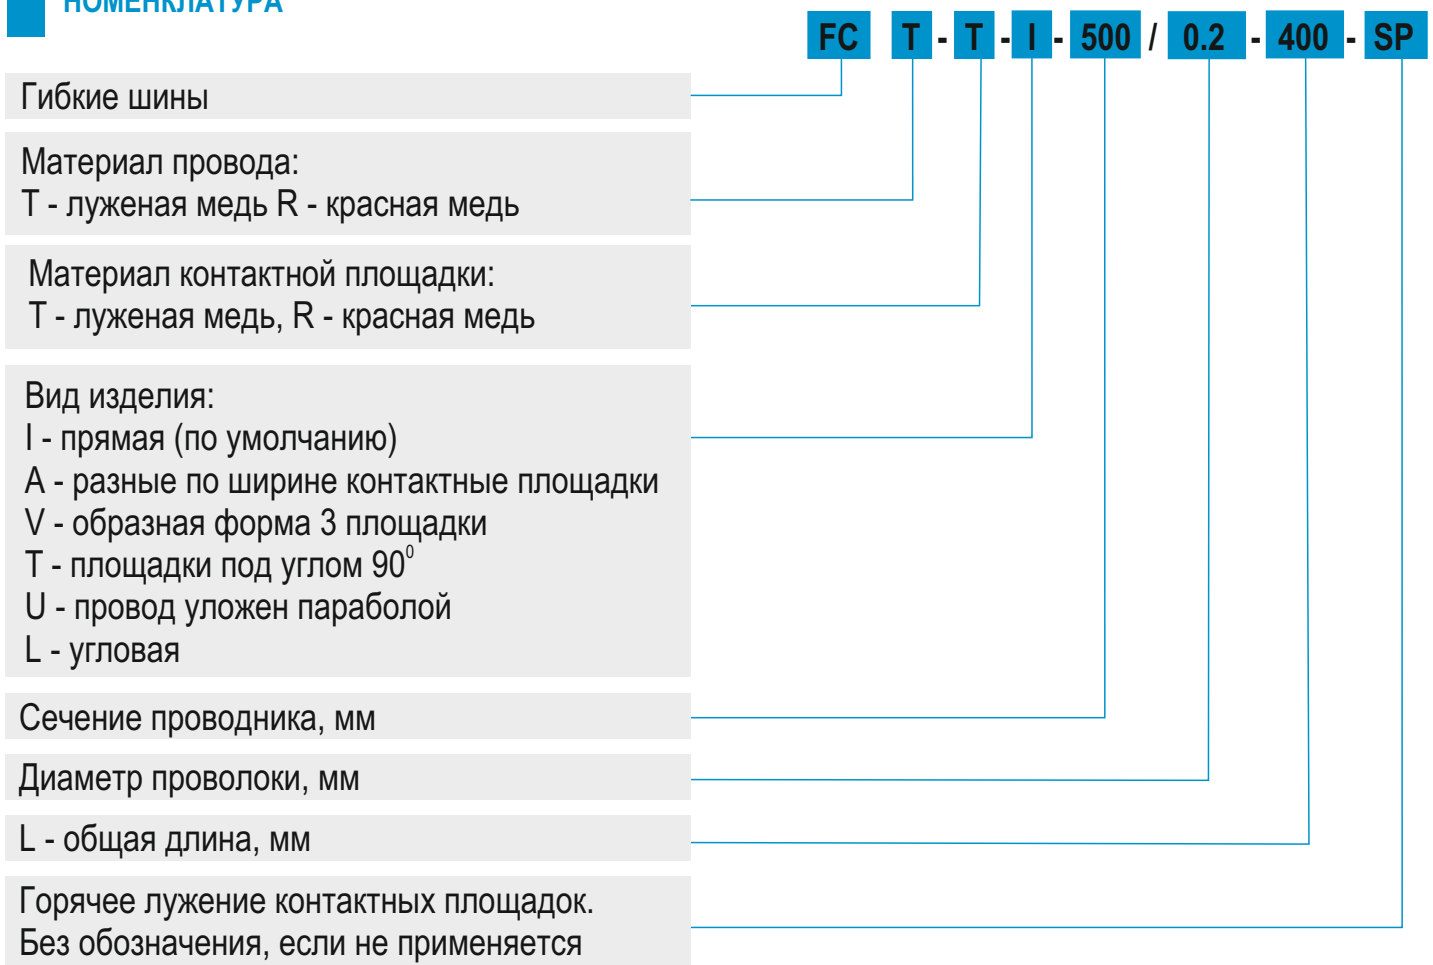 НОМЕНКЛАТУРА
FC T - T - I - 500 / 0.2 - 400 - SP
Гибкие шины
Материал провода:
T - луженая медь R - красная медь
Материал контактной площадки:
T - луженая медь, R - красная медь
Вид изделия:
I - прямая (по умолчанию)
A - разные по ширине контактные площадки
V - образная форма 3 площадки
T - площадки под углом 90⁰
U - провод уложен параболой
L - угловая
Сечение проводника, мм
Диаметр проволоки, мм
L - общая длина, мм
Горячее лужение контактных площадок.
Без обозначения, если не применяется